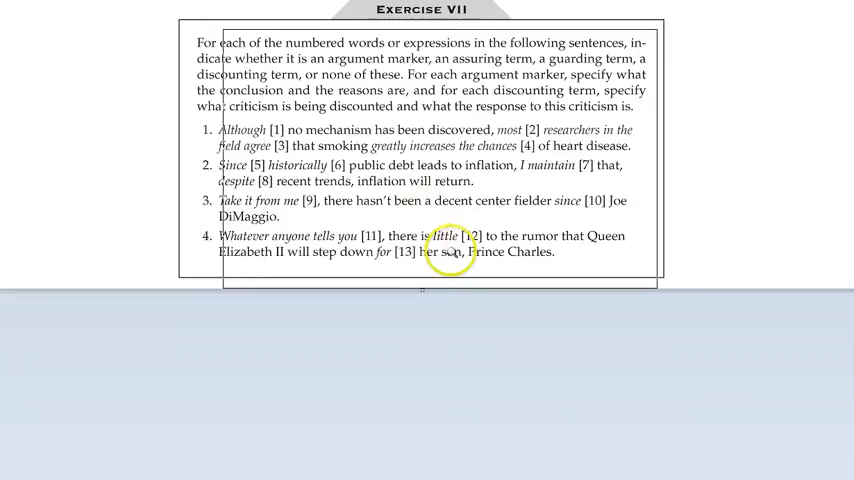 EXERCISE VII
For each of the numbered words or expressions in the following sentences, in-
dicate whether it is an argument marker, an assuring term, a guarding term, a
discounting term, or none of these. For each argument marker, specify what
the conclusion and the reasons are, and for each discounting term, specify
what criticism is being discounted and what the response to this criticism is.
1. Although [1] no mechanism has been discovered, most [2] researchers in the
field agree [3] that smoking greatly increases the chances [4] of heart disease.
2. Since [5] historically [6] public debt leads to inflation, I maintain [7] that,
despite [8] recent trends, inflation will return.
3. Take it from me [9], there hasn't been a decent center fielder since [10] Joe
DiMaggio.
4. Whatever anyone tells you [11], there is little [12] to the rumor that Queen
Elizabeth II will step down for [13] her son, Prince Charles.